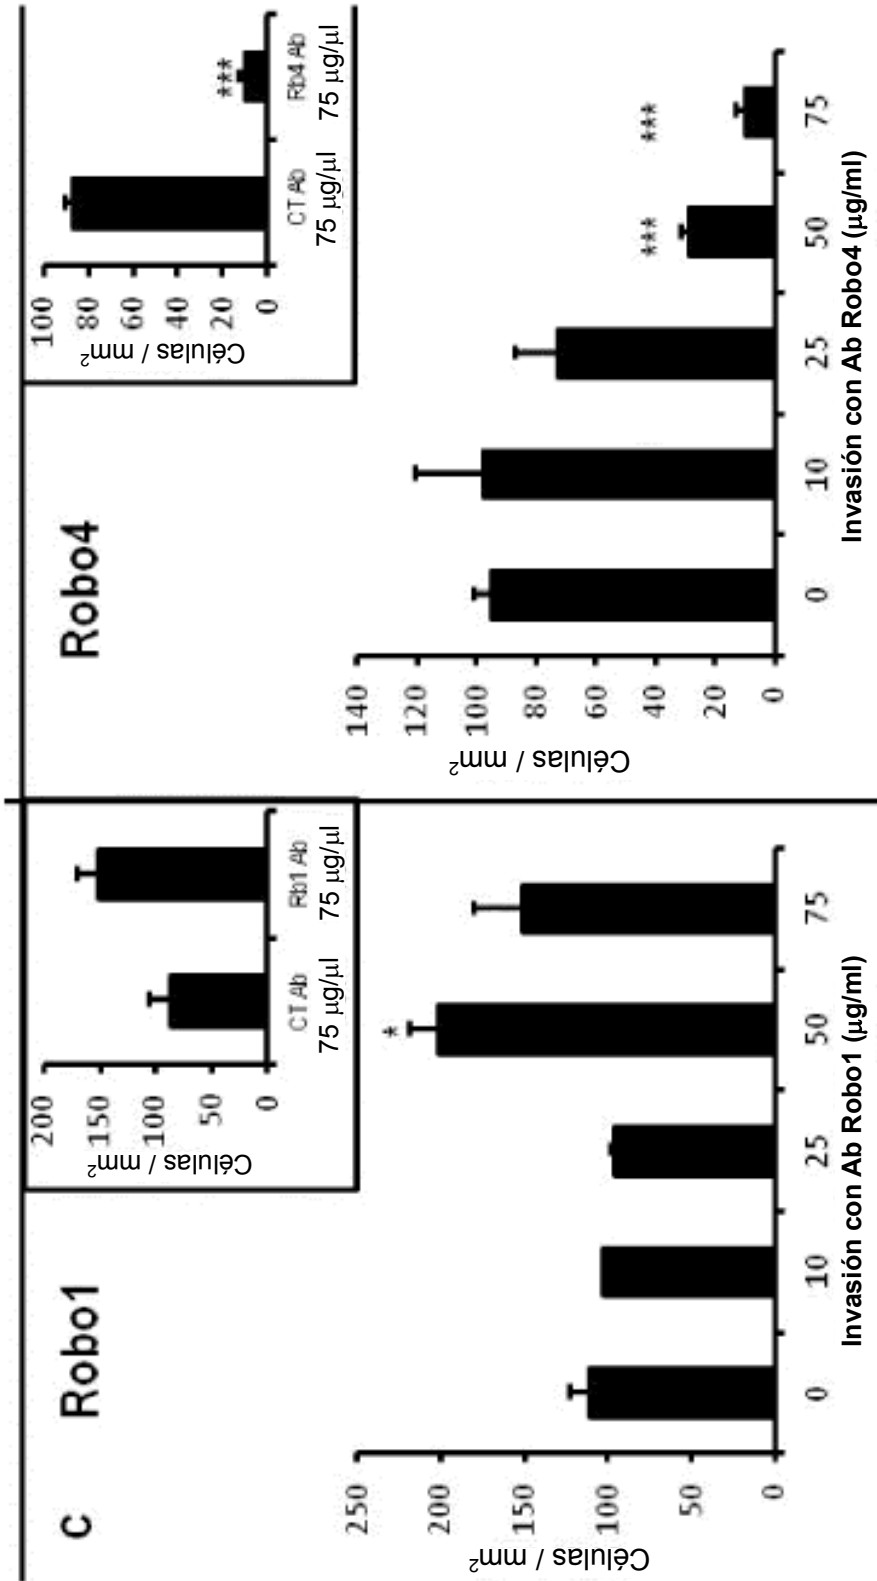 C
Robo1
Células / mm²
200
150
100
50
0
CT Ab
75 µg/µl
Rb1 Ab
75 µg/µl
Células / mm²
250
200
150
100
50
0
*
0
10
25
50
75
Invasión con Ab Robo1 (µg/ml)
Robo4
Células / mm²
100
80
60
40
20
0
***
CT Ab
75 µg/µl
Rb4 Ab
75 µg/µl
Células / mm²
140
120
100
80
60
40
20
0
***
***
0
10
25
50
75
Invasión con Ab Robo4 (µg/ml)